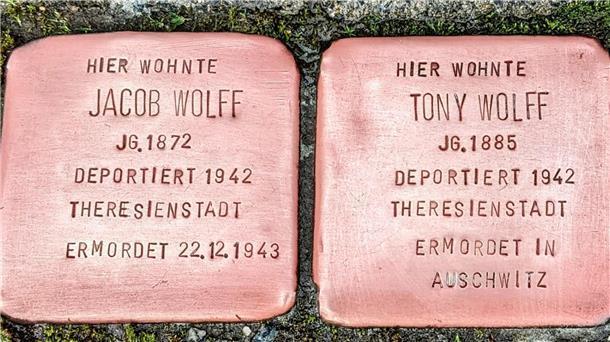 HIER WOHNTE
JACOB WOLFF
JG. 1872
DEPORTIERT 1942
THERESIENSTADT
ERMORDET 22.12.1943
HIER WOHNTE
TONY WOLFF
JG. 1885
DEPORTIERT 1942
THERESIENSTADT
ERMORDET IN
AUSCHWITZ